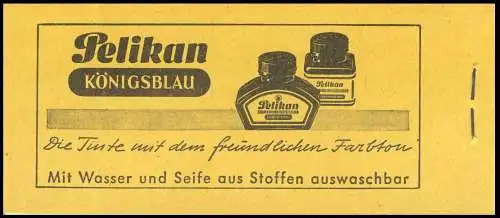 Pelikan
KÖNIGSBLAU
Pelikan
Pelikan
Die Tinte mit dem freundlichen Farbton
Mit Wasser und Seife aus Stoffen auswaschbar